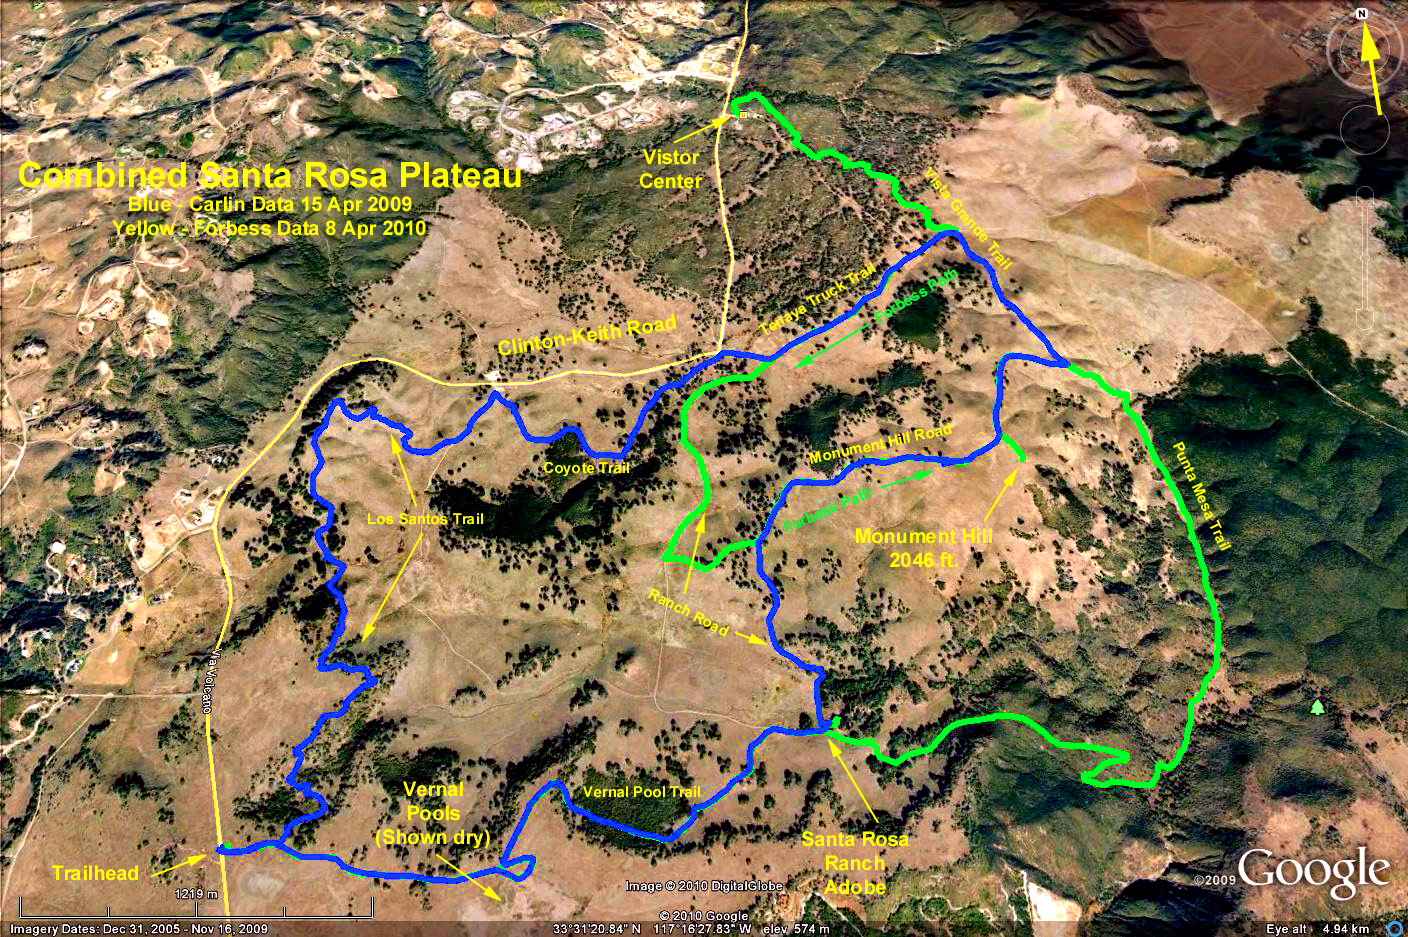 N
Combined Santa Rosa Plateau
Blue - Carlin Data 15 Apr 2009
Yellow - Forbess Data 8 Apr 2010
Vistor
Center
Vista Grande Trail
Tenaya Truck Trail
Forbess Path
Clinton-Keith Road
Coyote Trail
Monument Hill Road
Forbess Path
Punta Mesa Trail
Los Santos Trail
Monument Hill
2046 ft.
Ranch Road
Via Volcano
Vernal
Pools
(Shown dry)
Vernal Pool Trail
Santa Rosa
Ranch
Adobe
Trailhead
1219 m
Image © 2010 DigitalGlobe
© 2010 Google
©2009 Google
Imagery Dates: Dec 31, 2005 - Nov 16, 2009
33°31'20.84" N 117°16'27.83" W elev 574 m
Eye alt 4.94 km